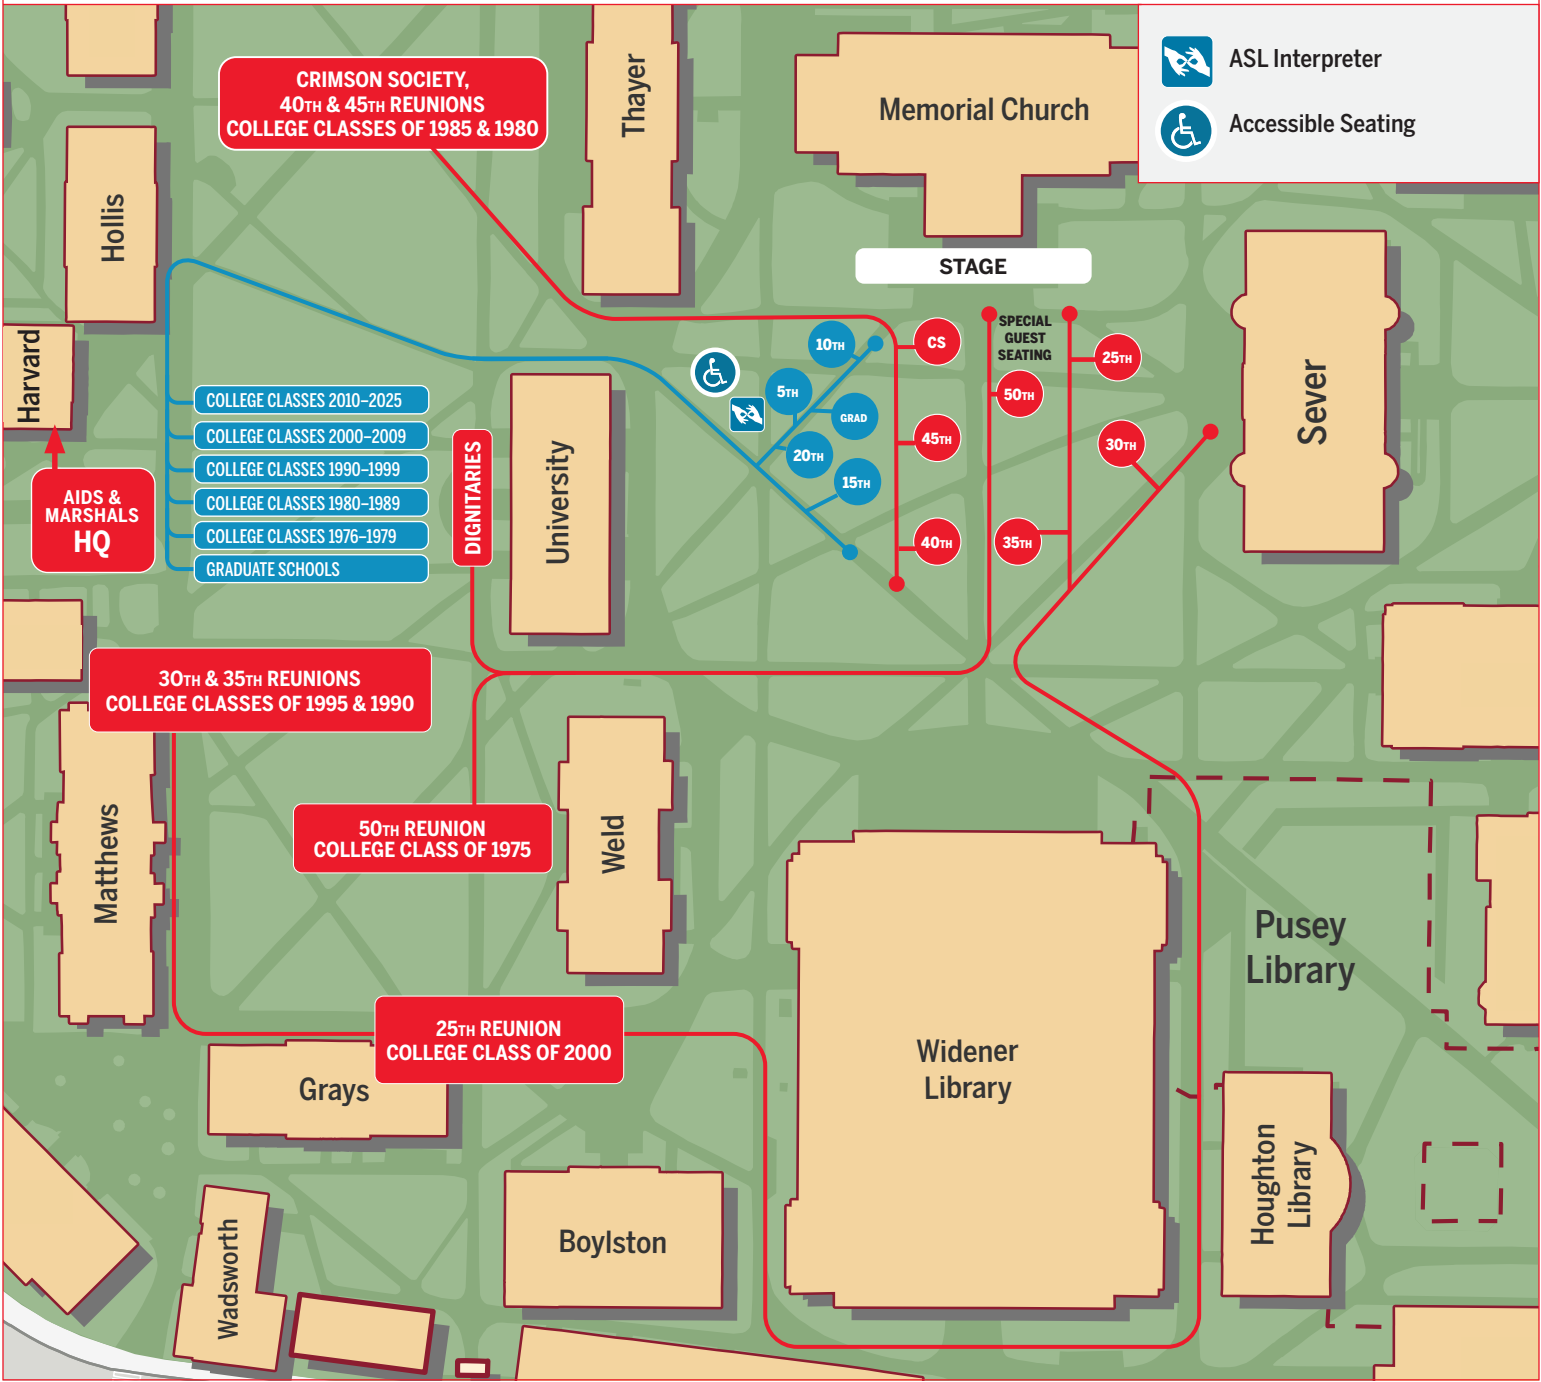 CRIMSON SOCIETY,
40TH & 45TH REUNIONS
COLLEGE CLASSES OF 1985 & 1980
Thayer
Memorial Church
ASL Interpreter
Accessible Seating
Hollis
STAGE
Harvard
SPECIAL
GUEST
SEATING
10TH
CS
25TH
5TH
50TH
GRAD
45TH
30TH
20TH
15TH
40TH
35TH
Sever
COLLEGE CLASSES 2010–2025
COLLEGE CLASSES 2000–2009
COLLEGE CLASSES 1990–1999
COLLEGE CLASSES 1980–1989
COLLEGE CLASSES 1976–1979
GRADUATE SCHOOLS
AIDS &
MARSHALS
HQ
DIGNITARIES
University
30TH & 35TH REUNIONS
COLLEGE CLASSES OF 1995 & 1990
Matthews
50TH REUNION
COLLEGE CLASS OF 1975
Weld
Pusey
Library
25TH REUNION
COLLEGE CLASS OF 2000
Grays
Widener
Library
Houghton
Library
Boylston
Wadsworth